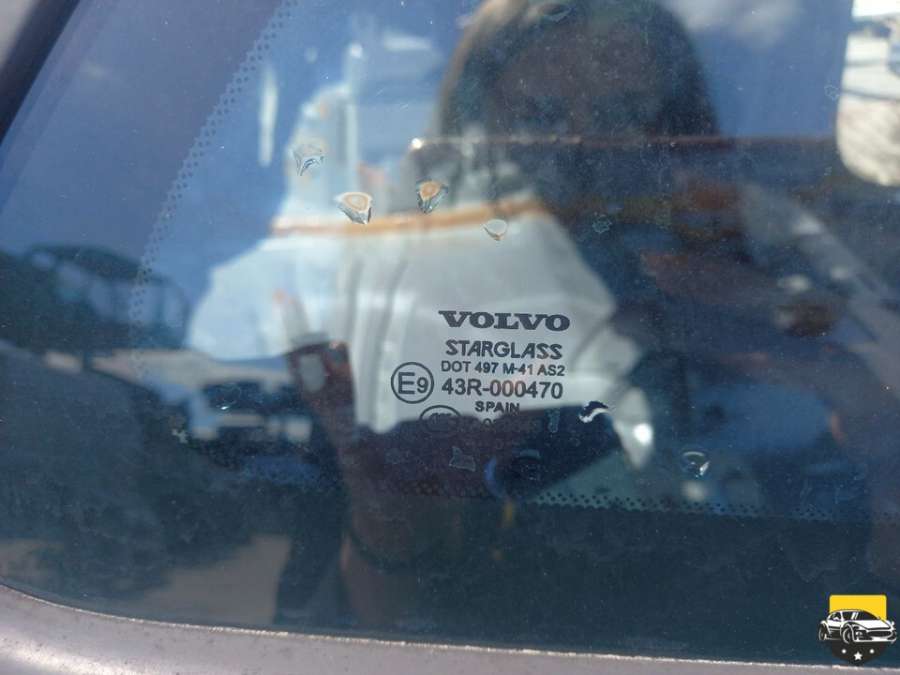 VOLVO
STARGLASS
DOT 497 M-41 AS2
E9 43R-000470
SPAIN